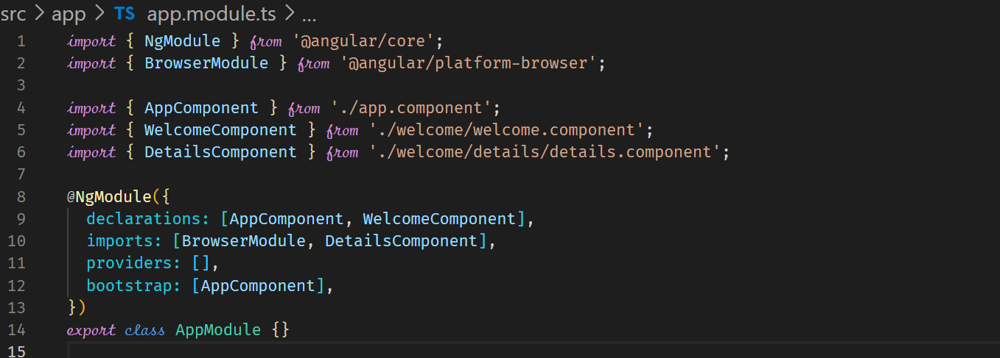 src > app > TS app.module.ts > ...
1 import { NgModule } from '@angular/core';
2 import { BrowserModule } from '@angular/platform-browser';
3
4 import { AppComponent } from './app.component';
5 import { WelcomeComponent } from './welcome/welcome.component';
6 import { DetailsComponent } from './welcome/details/details.component';
7
8 @NgModule({
9 declarations: [AppComponent, WelcomeComponent],
10 imports: [BrowserModule, DetailsComponent],
11 providers: [],
12 bootstrap: [AppComponent],
13 })
14 export class AppModule {}
15